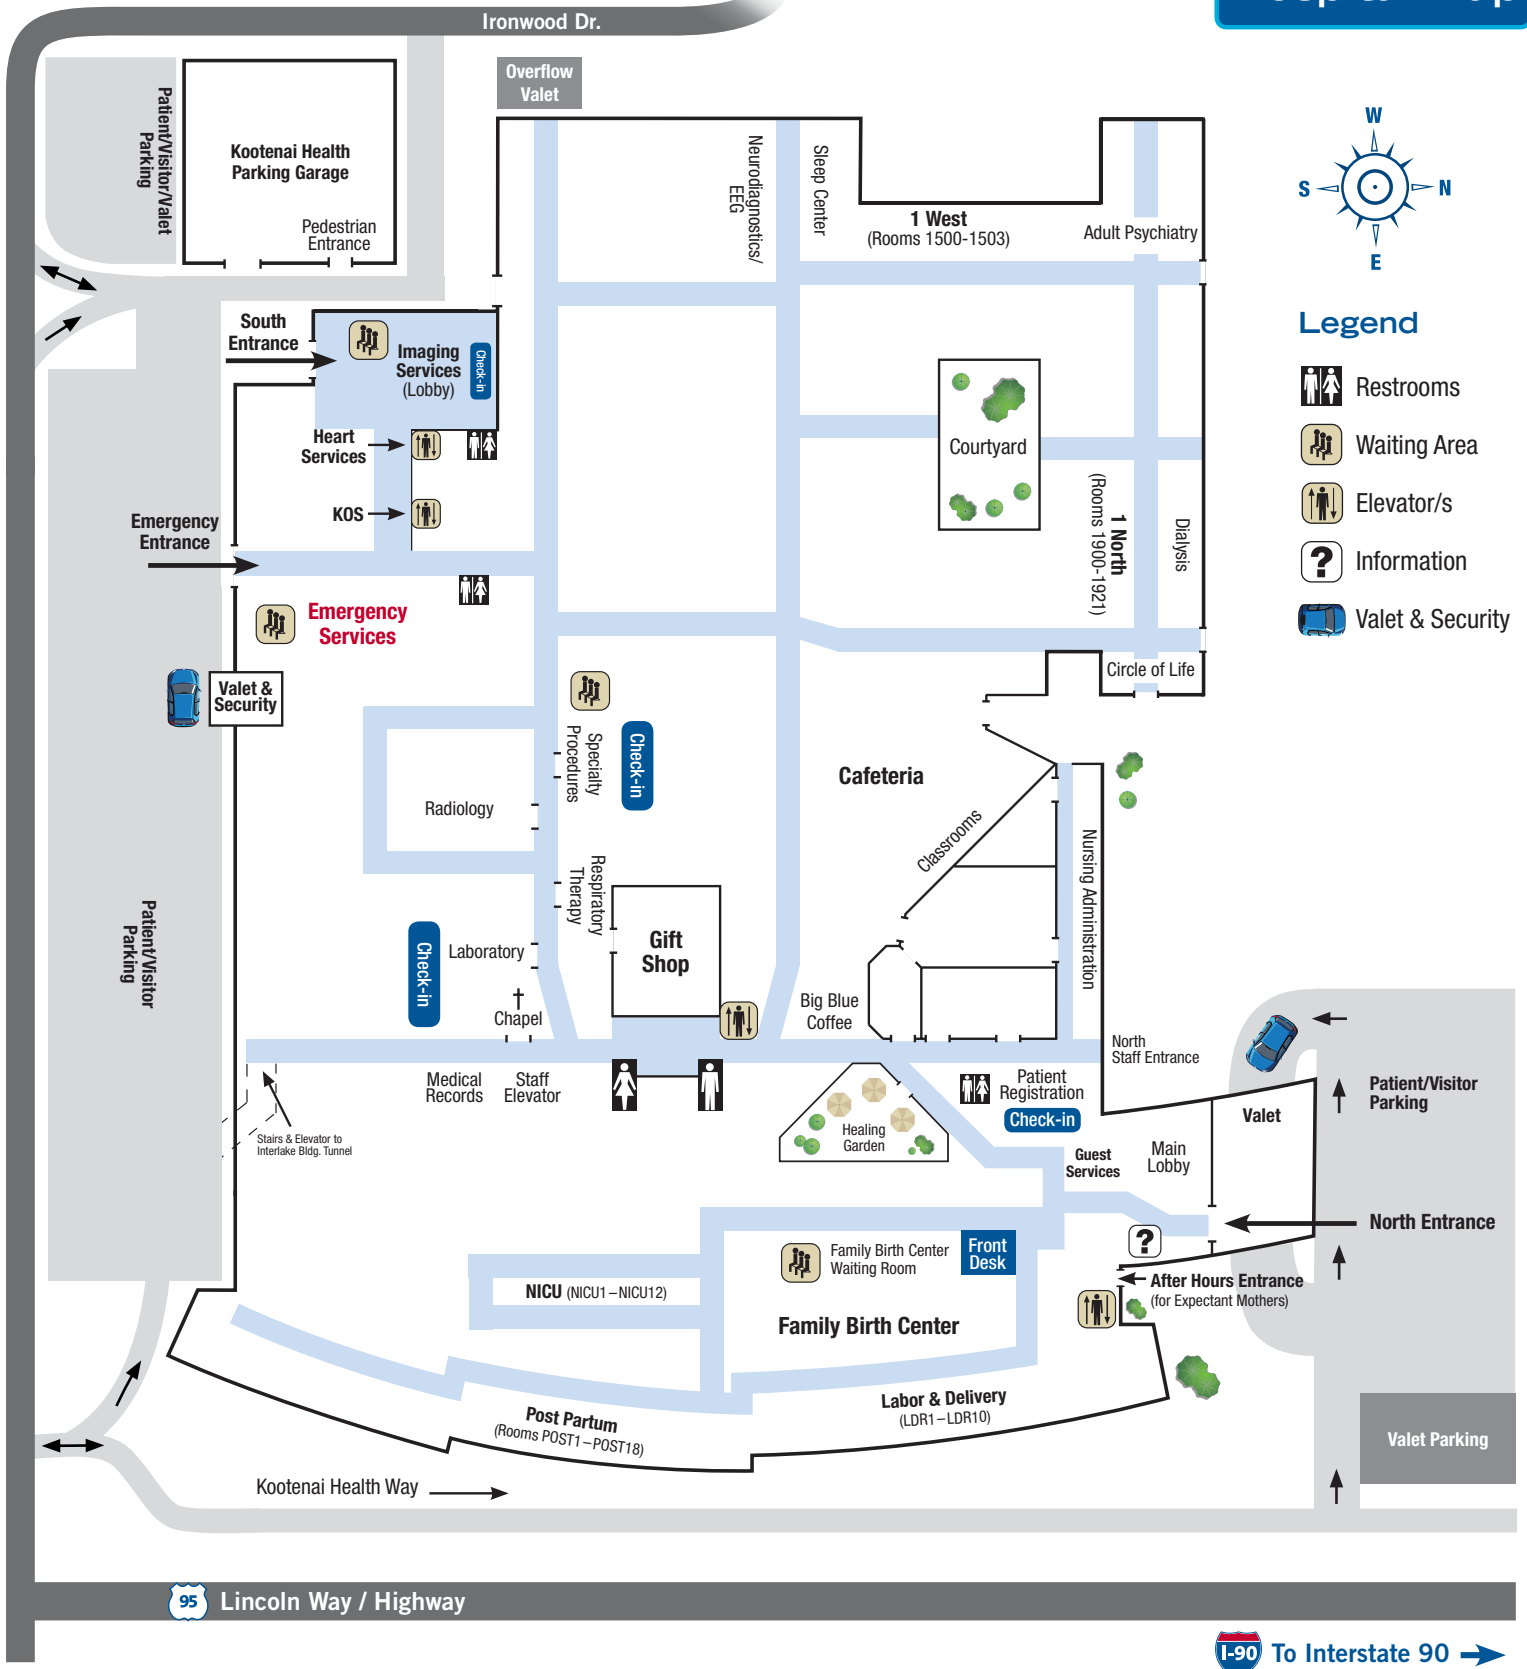 Ironwood Dr.
Overflow
Valet
Patient/Visitor/Valet
Parking
Kootenai Health
Parking Garage
Pedestrian
Entrance
Neurodiagnostics/
EEG
Sleep Center
1 West
(Rooms 1500-1503)
Adult Psychiatry
W
S
N
E
South
Entrance
Imaging
Services
(Lobby)
Check-in
Legend
Restrooms
Waiting Area
Elevator/s
? Information
Valet & Security
Heart
Services
KOS
Courtyard
1 North
(Rooms 1900-1921)
Dialysis
Emergency
Entrance
Emergency
Services
Valet &
Security
Circle of Life
Specialty
Procedures
Check-in
Cafeteria
Radiology
Classrooms
Nursing Administration
Respiratory
Therapy
Gift
Shop
Patient/Visitor
Parking
Check-in
Laboratory
Chapel
Big Blue
Coffee
North
Staff Entrance
Medical
Records
Staff
Elevator
Patient
Registration
Check-in
Patient/Visitor
Parking
Valet
Healing
Garden
Stairs & Elevator to
Interlake Bldg. Tunnel
Guest
Services
Main
Lobby
North Entrance
?
Family Birth Center
Waiting Room
Front
Desk
NICU (NICU1–NICU12)
After Hours Entrance
(for Expectant Mothers)
Family Birth Center
Labor & Delivery
(LDR1–LDR10)
Post Partum
(Rooms POST1–POST18)
Valet Parking
Kootenai Health Way
95 Lincoln Way / Highway
I-90 To Interstate 90